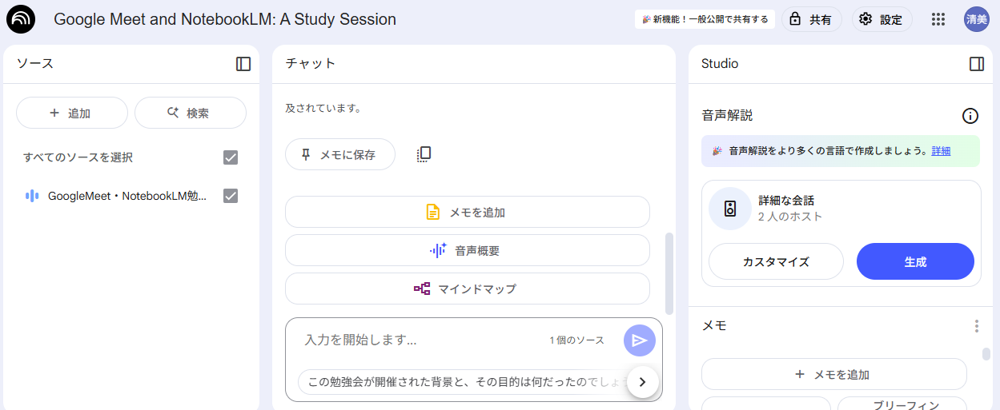 Google Meet and NotebookLM: A Study Session
🎉新機能！一般公開で共有する
共有
設定
清美
ソース
+ 追加
検索
すべてのソースを選択
GoogleMeet・NotebookLM勉...
チャット
及されています。
メモに保存
メモを追加
音声概要
マインドマップ
入力を開始します...
1 個のソース
この勉強会が開催された背景と、その目的は何だったのでしょう
Studio
音声解説
🎉 音声解説をより多くの言語で作成しましょう。詳細
詳細な会話
2 人のホスト
カスタマイズ
生成
メモ
+ メモを追加
ブリーフィン